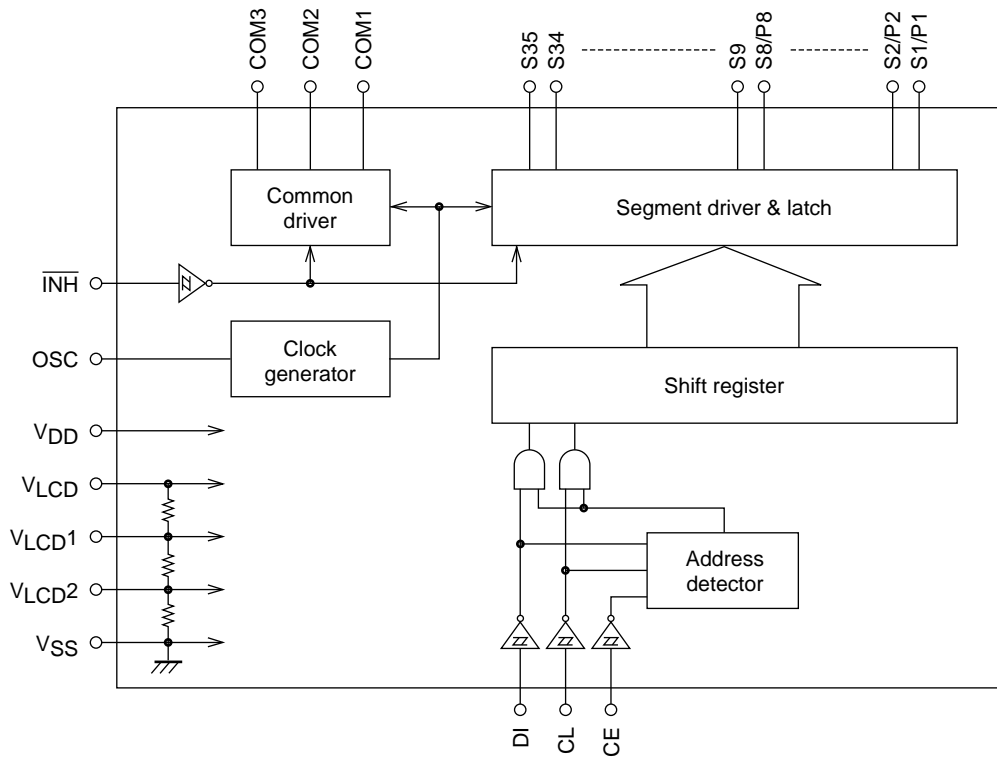 COM3 COM2 COM1 S35 S34 S9 S8/P8 S2/P2 S1/P1
Common
driver
Segment driver & latch
INH
OSC
Clock
generator
Shift register
VDD
VLCD
VLCD1
VLCD2
VSS
Address
detector
DI CL CE